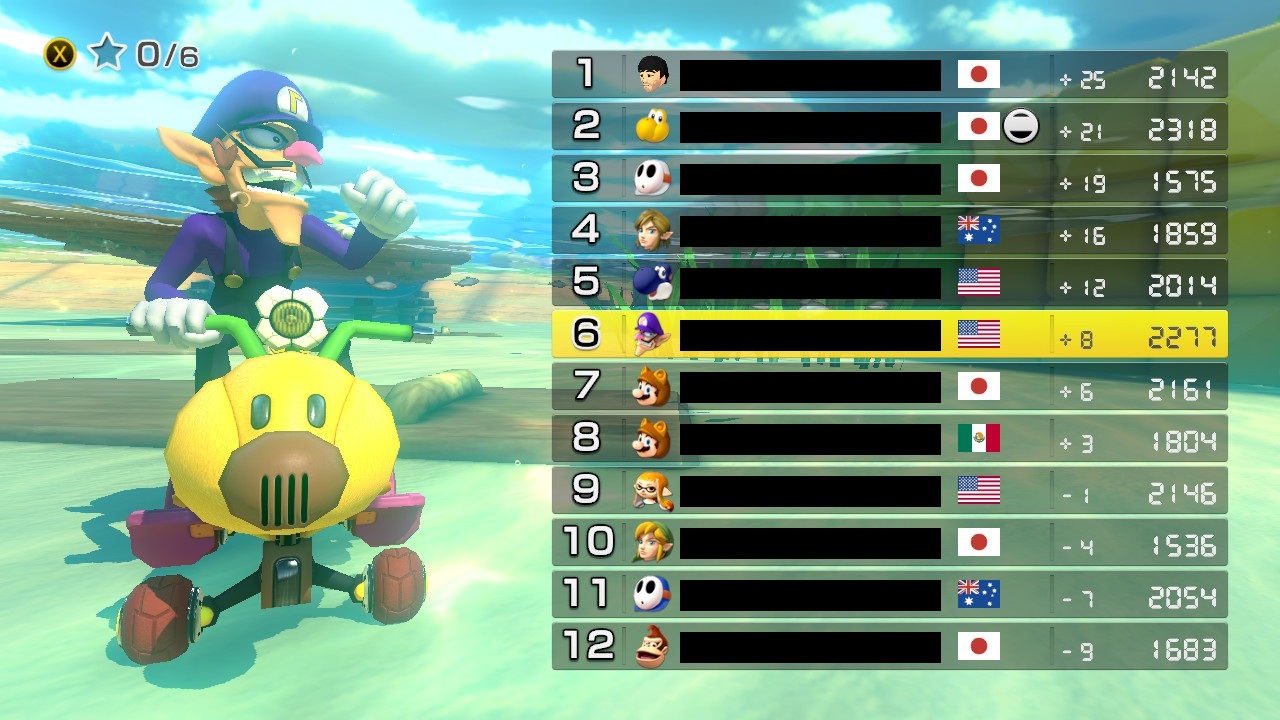 X 0/6
1 + 25 2142
2 + 21 2318
3 + 19 1575
4 + 16 1859
5 + 12 2014
6 + 8 2277
7 + 6 2161
8 + 3 1804
9 - 1 2146
10 - 4 1536
11 - 7 2054
12 - 9 1683